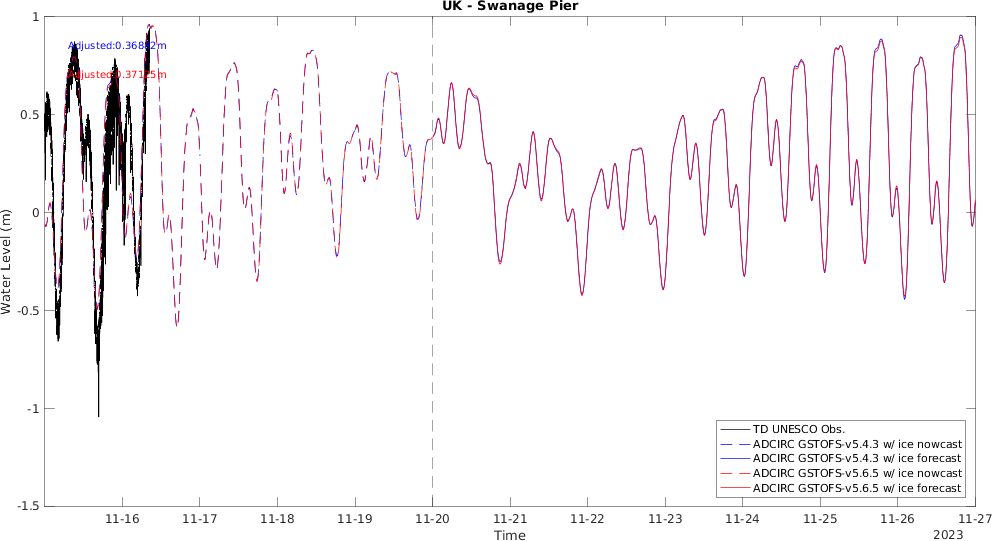 UK - Swanage Pier
1
0.5
0
-0.5
-1
-1.5
Water Level (m)
Adjusted:0.36882m
Adjusted:0.37125m
11-16
11-17
11-18
11-19
11-20
11-21
11-22
11-23
11-24
11-25
11-26
11-27
Time
2023
TD UNESCO Obs.
ADCIRC GSTOFS-v5.4.3 w/ ice nowcast
ADCIRC GSTOFS-v5.4.3 w/ ice forecast
ADCIRC GSTOFS-v5.6.5 w/ ice nowcast
ADCIRC GSTOFS-v5.6.5 w/ ice forecast